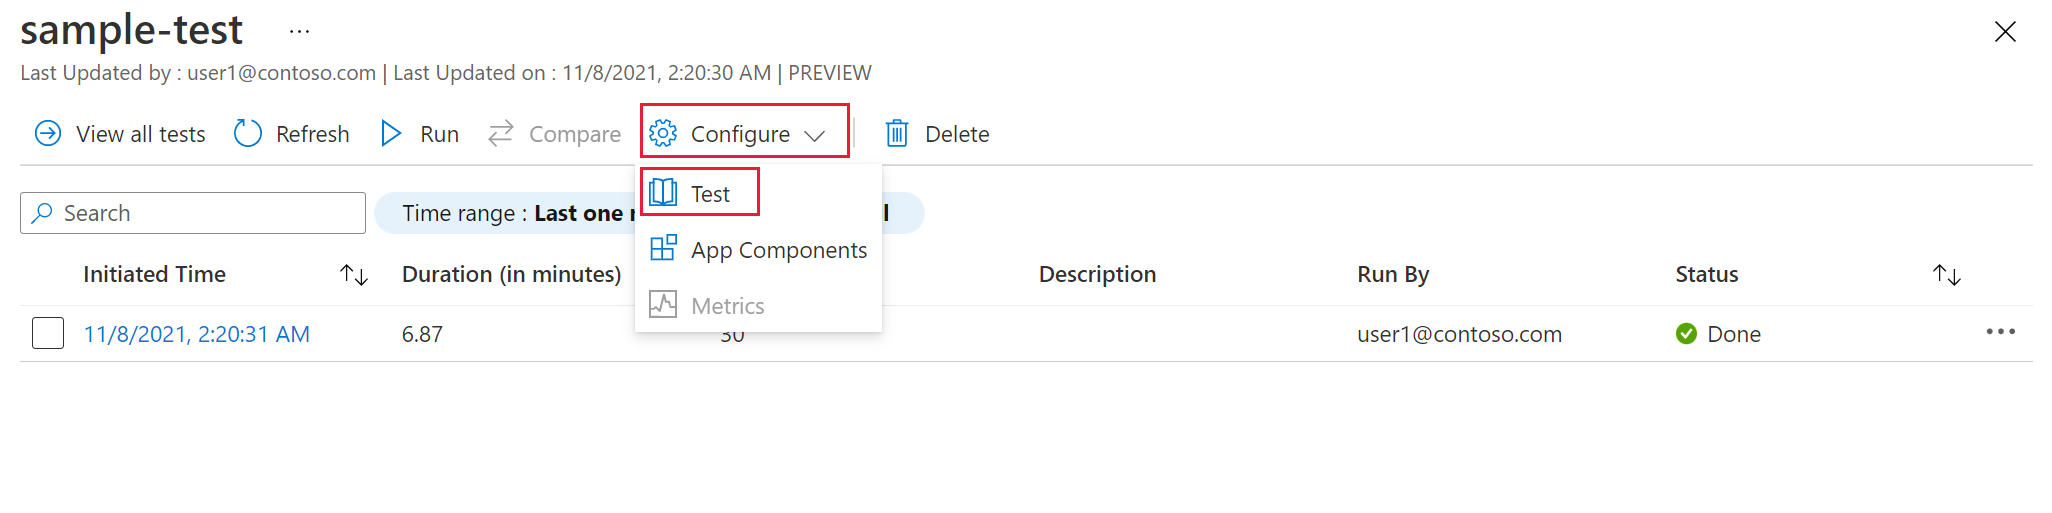 sample-test ...
Last Updated by : user1@contoso.com | Last Updated on : 11/8/2021, 2:20:30 AM | PREVIEW
View all tests Refresh Run Compare Configure Delete
Test
Search Time range : Last one
App Components
Initiated Time Duration (in minutes) Description Run By Status
Metrics
11/8/2021, 2:20:31 AM 6.87 30 user1@contoso.com Done ...